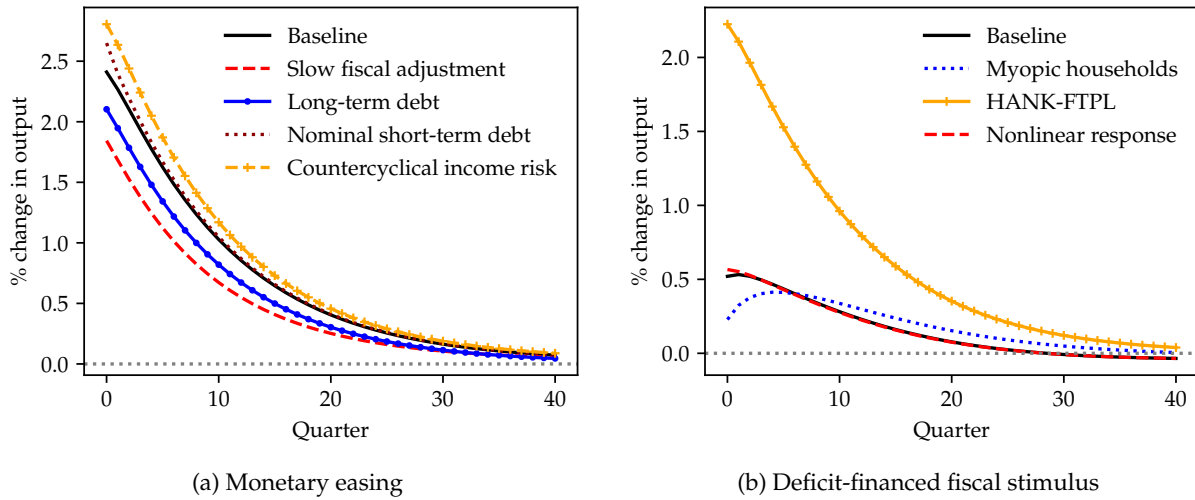 Baseline
Slow fiscal adjustment
Long-term debt
Nominal short-term debt
Countercyclical income risk
% change in output
2.5
2.0
1.5
1.0
0.5
0.0
0
10
20
30
40
Quarter
(a) Monetary easing
Baseline
Myopic households
HANK-FTPL
Nonlinear response
% change in output
2.0
1.5
1.0
0.5
0.0
0
10
20
30
40
Quarter
(b) Deficit-financed fiscal stimulus